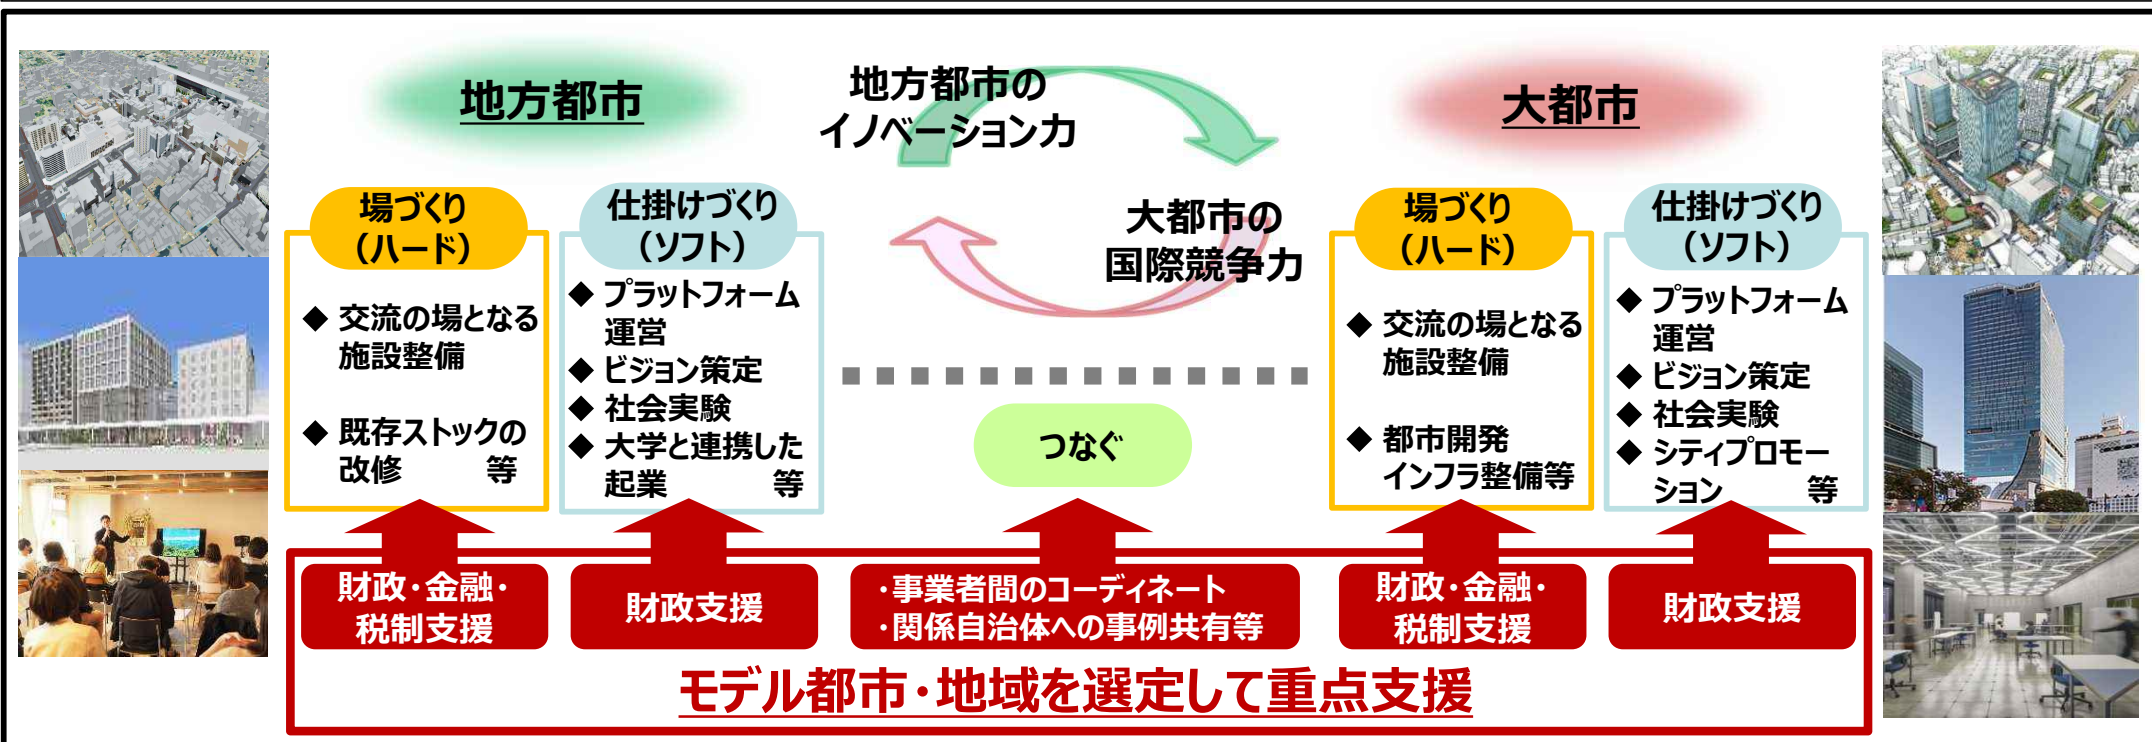 地方都市
地方都市の
イノベーション力
大都市の
国際競争力
大都市
場づくり
（ハード）
◆ 交流の場となる
施設整備
◆ 既存ストックの
改修　　等
仕掛けづくり
（ソフト）
◆ プラットフォーム
運営
◆ ビジョン策定
◆ 社会実験
◆ 大学と連携した
起業　　　等
つなぐ
場づくり
（ハード）
◆ 交流の場となる
施設整備
◆ 都市開発
インフラ整備等
仕掛けづくり
（ソフト）
◆ プラットフォーム
運営
◆ ビジョン策定
◆ 社会実験
◆ シティプロモー
ション　　等
財政・金融・
税制支援
財政支援
・事業者間のコーディネート
・関係自治体への事例共有等
財政・金融・
税制支援
財政支援
モデル都市・地域を選定して重点支援